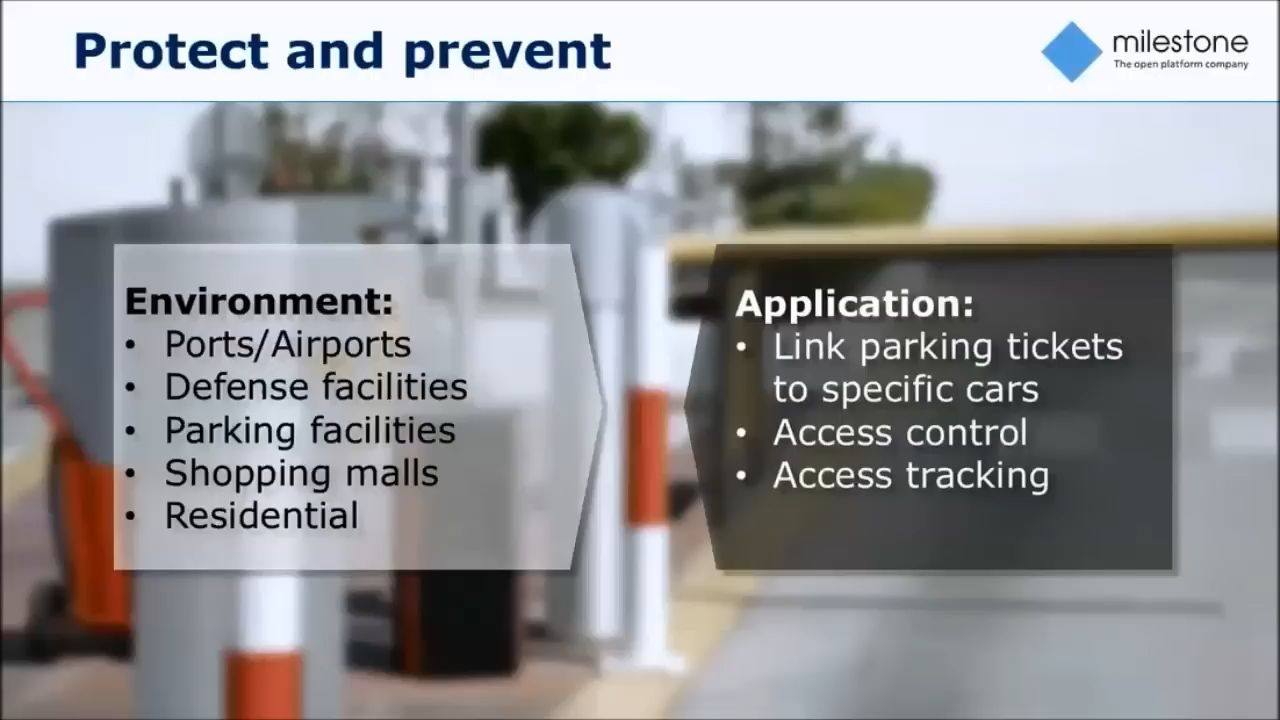 Protect and prevent
milestone
The open platform company
Environment:
• Ports/Airports
• Defense facilities
• Parking facilities
• Shopping malls
• Residential
Application:
• Link parking tickets
to specific cars
• Access control
• Access tracking